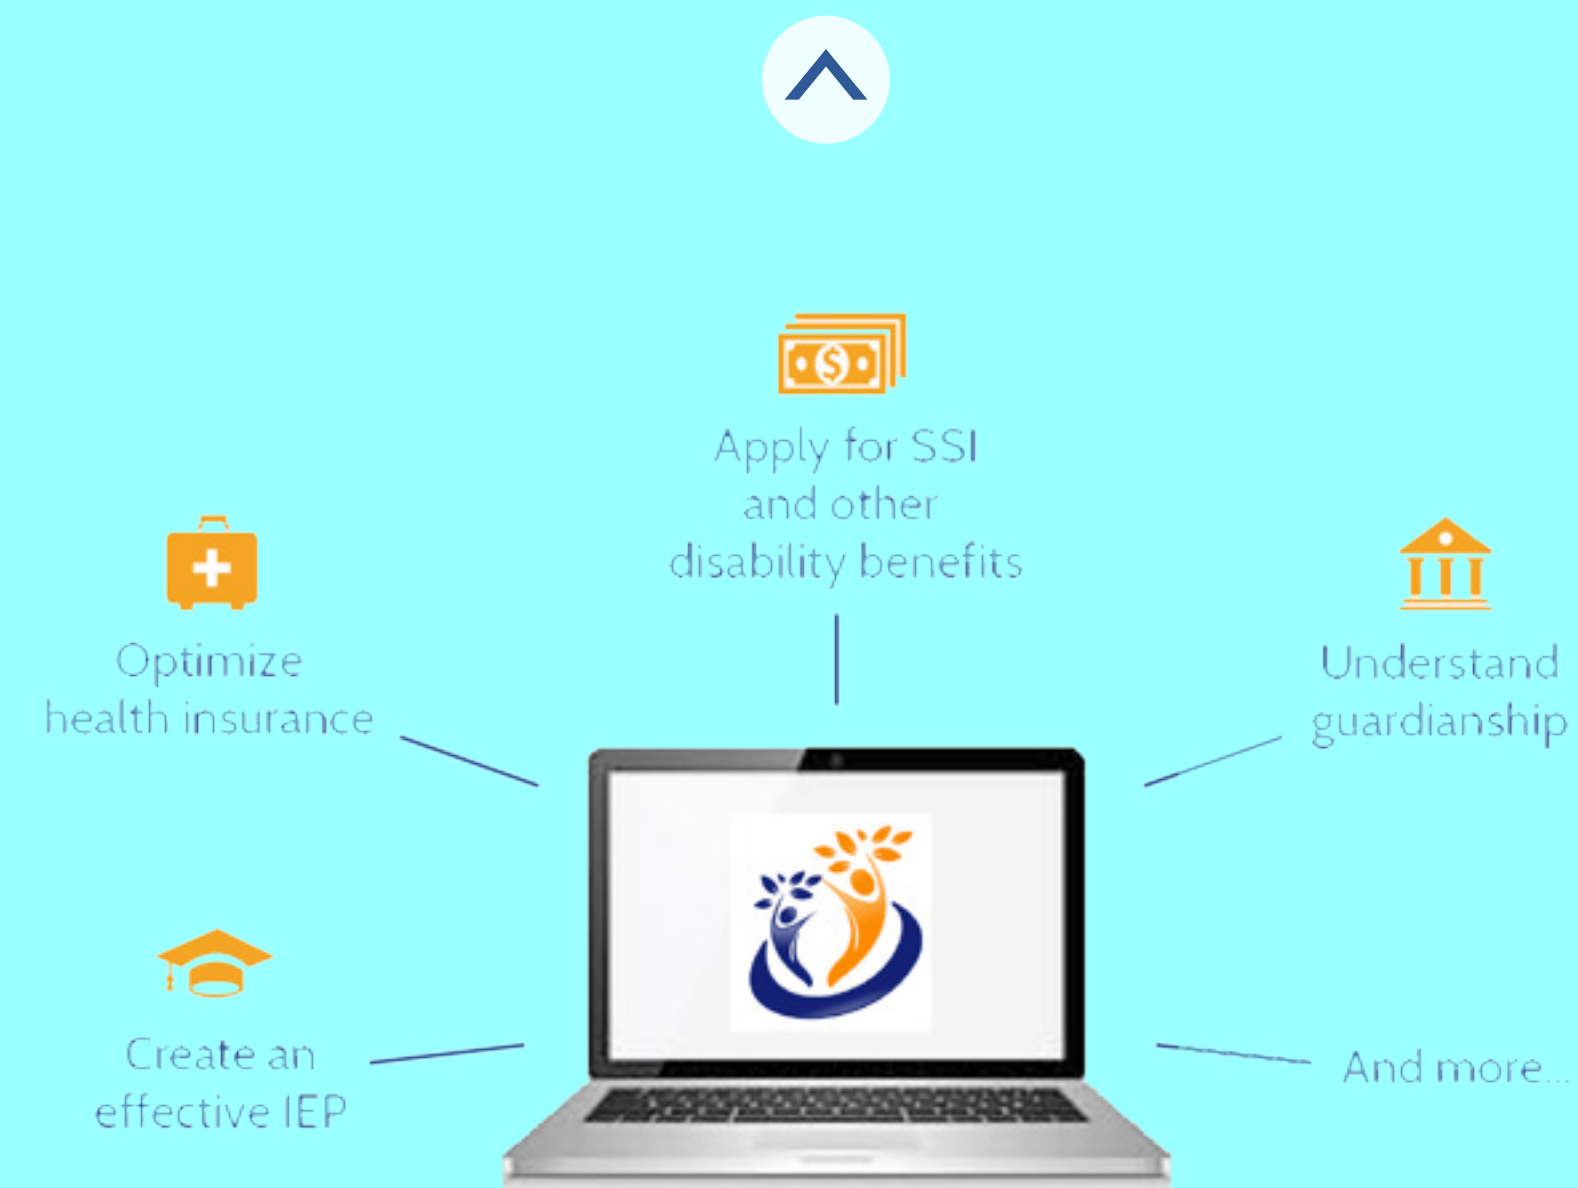 Apply for SSI
and other
disability benefits
Optimize
health insurance
Understand
guardianship
Create an
effective IEP
And more...